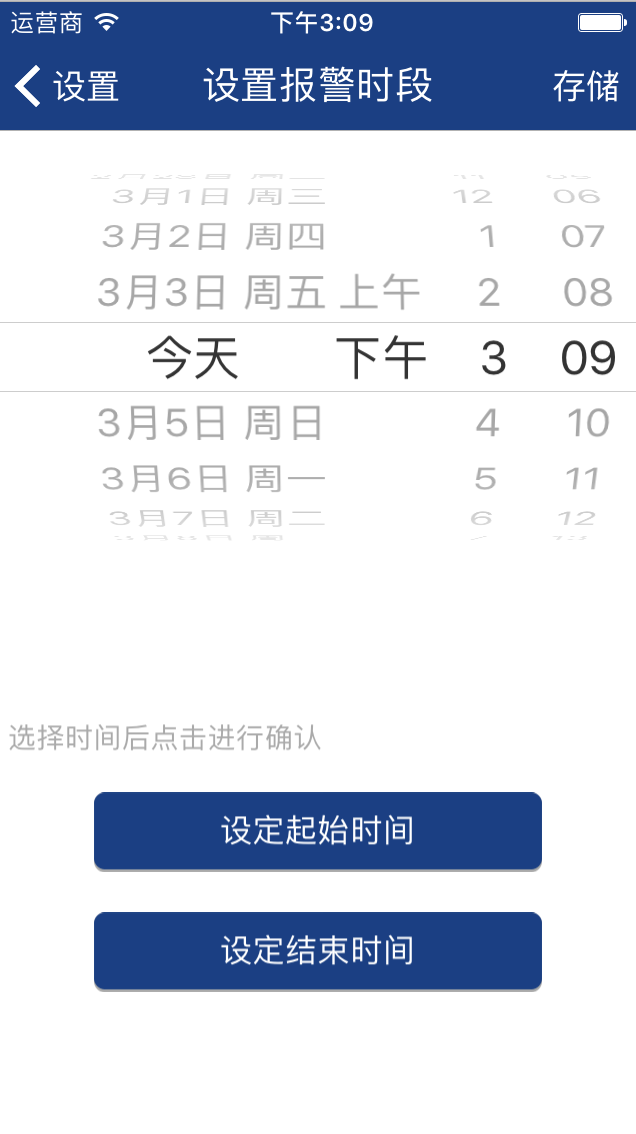 运营商 下午3:09
设置 设置报警时段 存储
3月1日 周三 12 06
3月2日 周四 1 07
3月3日 周五 上午 2 08
今天 下午 3 09
3月5日 周日 4 10
3月6日 周一 5 11
3月7日 周二 6 12
选择时间后点击进行确认
设定起始时间
设定结束时间